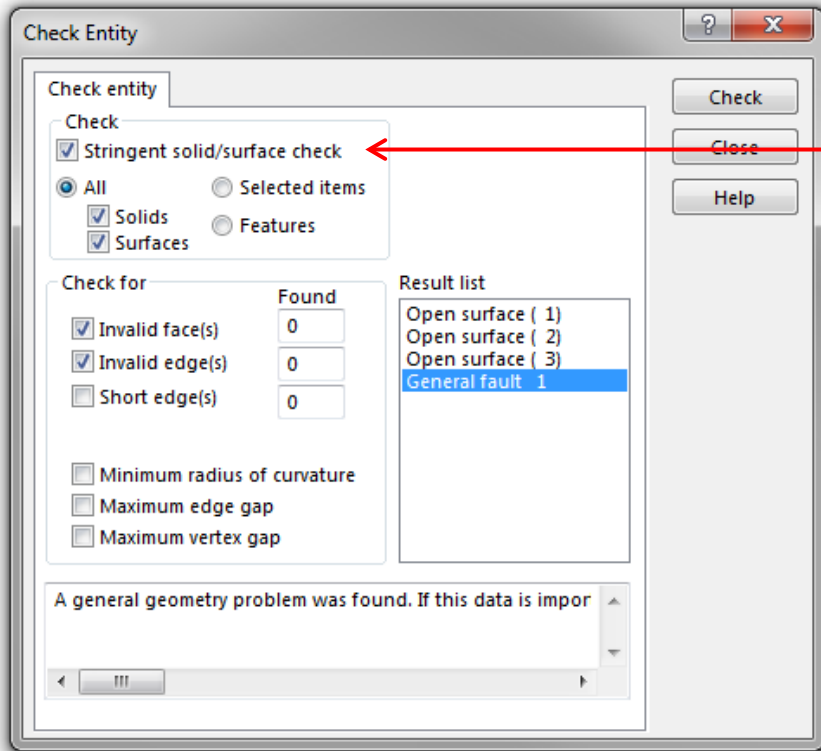 Check Entity
?
X
Check entity
Check
Stringent solid/surface check
All
Selected items
Solids
Surfaces
Features
Check
Close
Help
Check for
Found
Invalid face(s)
0
Invalid edge(s)
0
Short edge(s)
0
Minimum radius of curvature
Maximum edge gap
Maximum vertex gap
Result list
Open surface ( 1)
Open surface ( 2)
Open surface ( 3)
General fault 1
A general geometry problem was found. If this data is impor